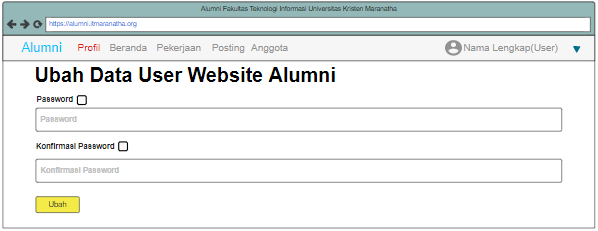 Alumni Fakultas Teknologi Informasi Universitas Kristen Maranatha
https://alumni.itmaranatha.org
Alumni Profil Beranda Pekerjaan Posting Anggota Nama Lengkap(User)
Ubah Data User Website Alumni
Password
Password
Konfirmasi Password
Konfirmasi Password
Ubah